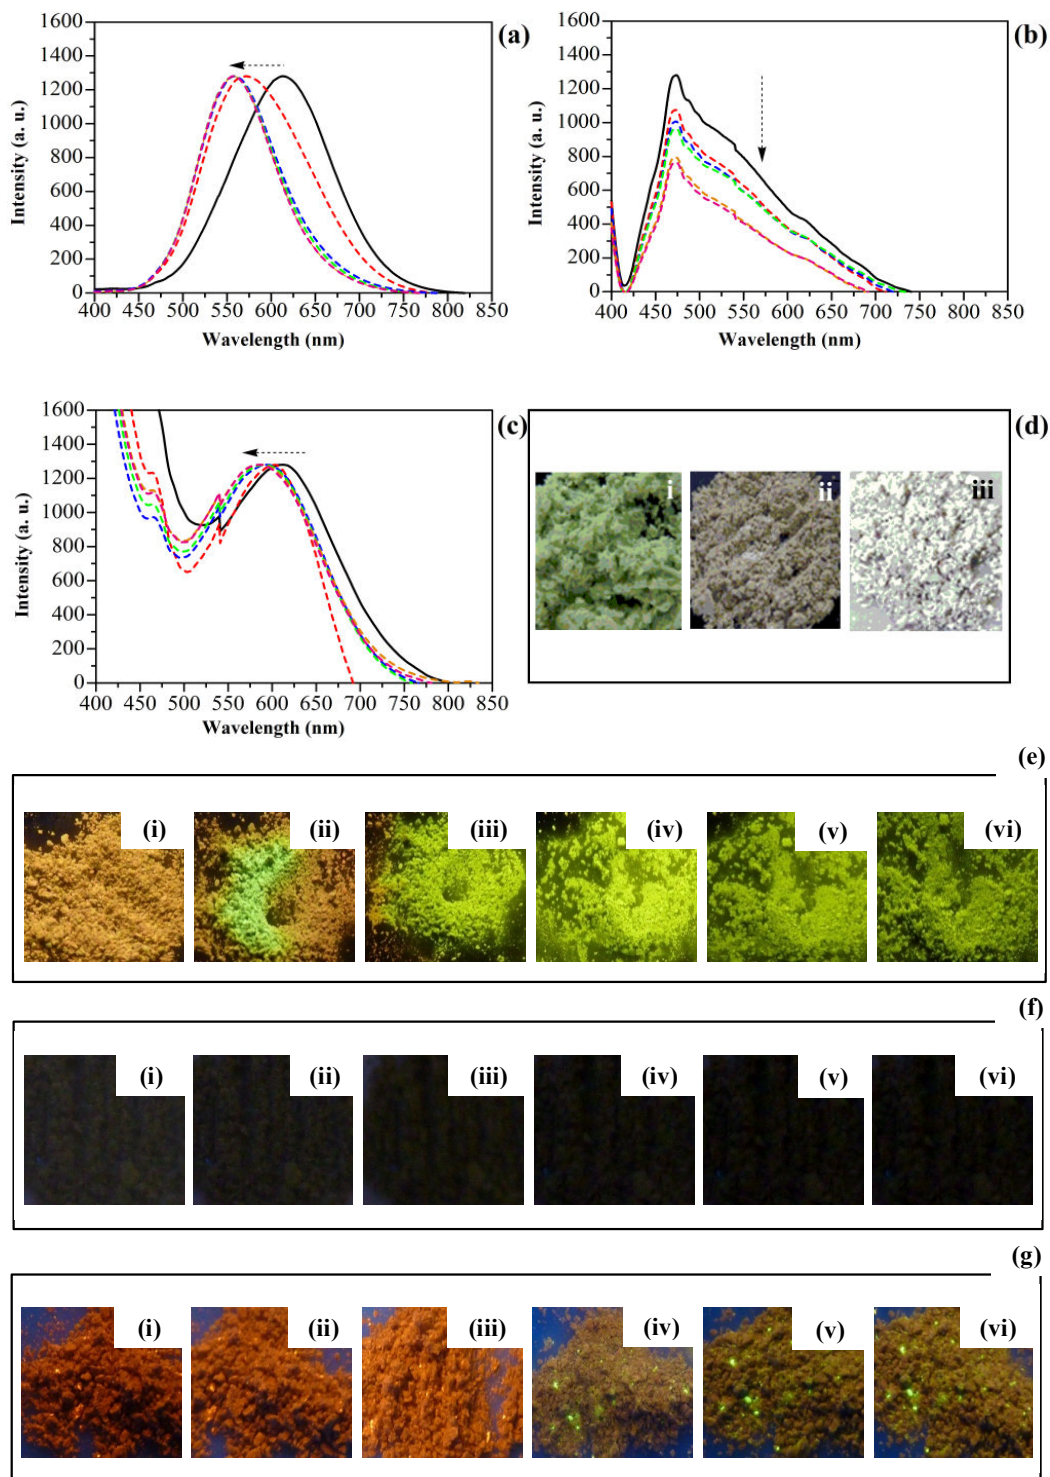 (a)
1600
1400
1200
1000
800
600
400
200
0
400 450 500 550 600 650 700 750 800 850
Wavelength (nm)
Intensity (a. u.)
(b)
1600
1400
1200
1000
800
600
400
200
0
400 450 500 550 600 650 700 750 800 850
Wavelength (nm)
Intensity (a. u.)
(c)
1600
1400
1200
1000
800
600
400
200
0
400 450 500 550 600 650 700 750 800 850
Wavelength (nm)
Intensity (a. u.)
(d)
i ii iii
(e)
(i) (ii) (iii) (iv) (v) (vi)
(f)
(i) (ii) (iii) (iv) (v) (vi)
(g)
(i) (ii) (iii) (iv) (v) (vi)